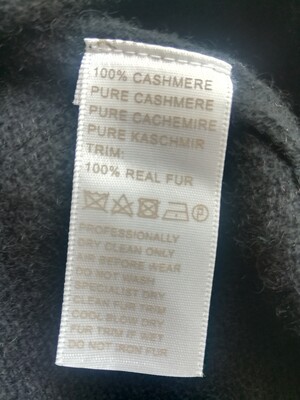 100% CASHMERE
PURE CASHMERE
PURE CACHEMIRE
PURE KASCHMIR
TRIM:
100% REAL FUR
P
PROFESSIONALLY
DRY CLEAN ONLY
AIR BEFORE WEAR
DO NOT WASH
SPECIALIST DRY
CLEAN FUR TRIM
COOL BLOW DRY
FUR TRIM IF WET
DO NOT IRON FUR